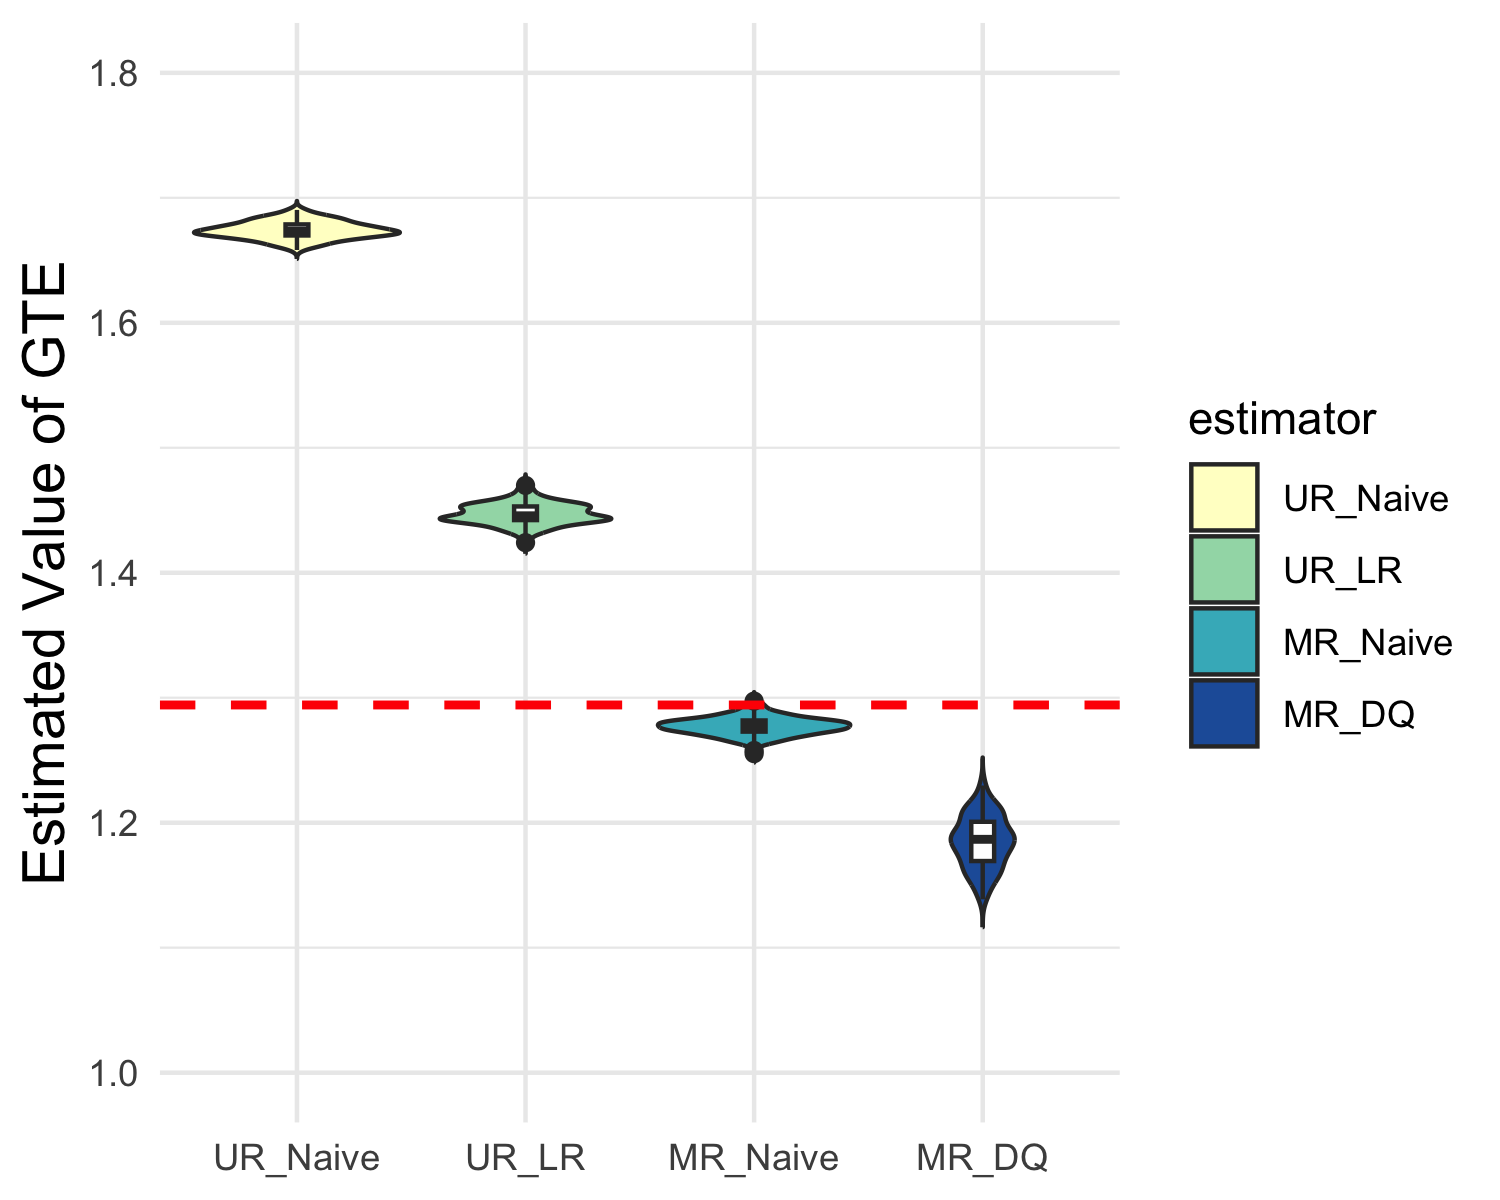 Estimated Value of GTE
1.8
1.6
1.4
1.2
1.0
UR_Naive
UR_LR
MR_Naive
MR_DQ
estimator
UR_Naive
UR_LR
MR_Naive
MR_DQ